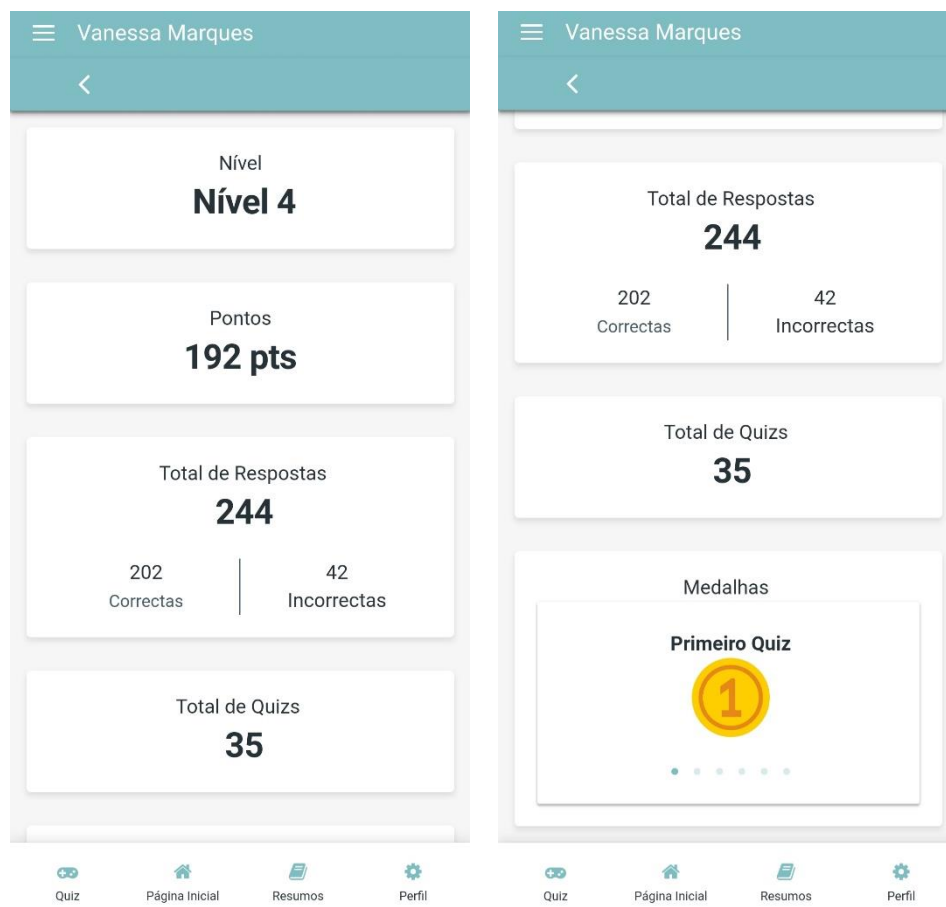 Vanessa Marques
Nível
Nível 4
Pontos
192 pts
Total de Respostas
244
202
42
Correctas
Incorrectas
Total de Quizs
35
Quiz
Página Inicial
Resumos
Perfil
Vanessa Marques
Total de Respostas
244
202
42
Correctas
Incorrectas
Total de Quizs
35
Medalhas
Primeiro Quiz
1
Quiz
Página Inicial
Resumos
Perfil